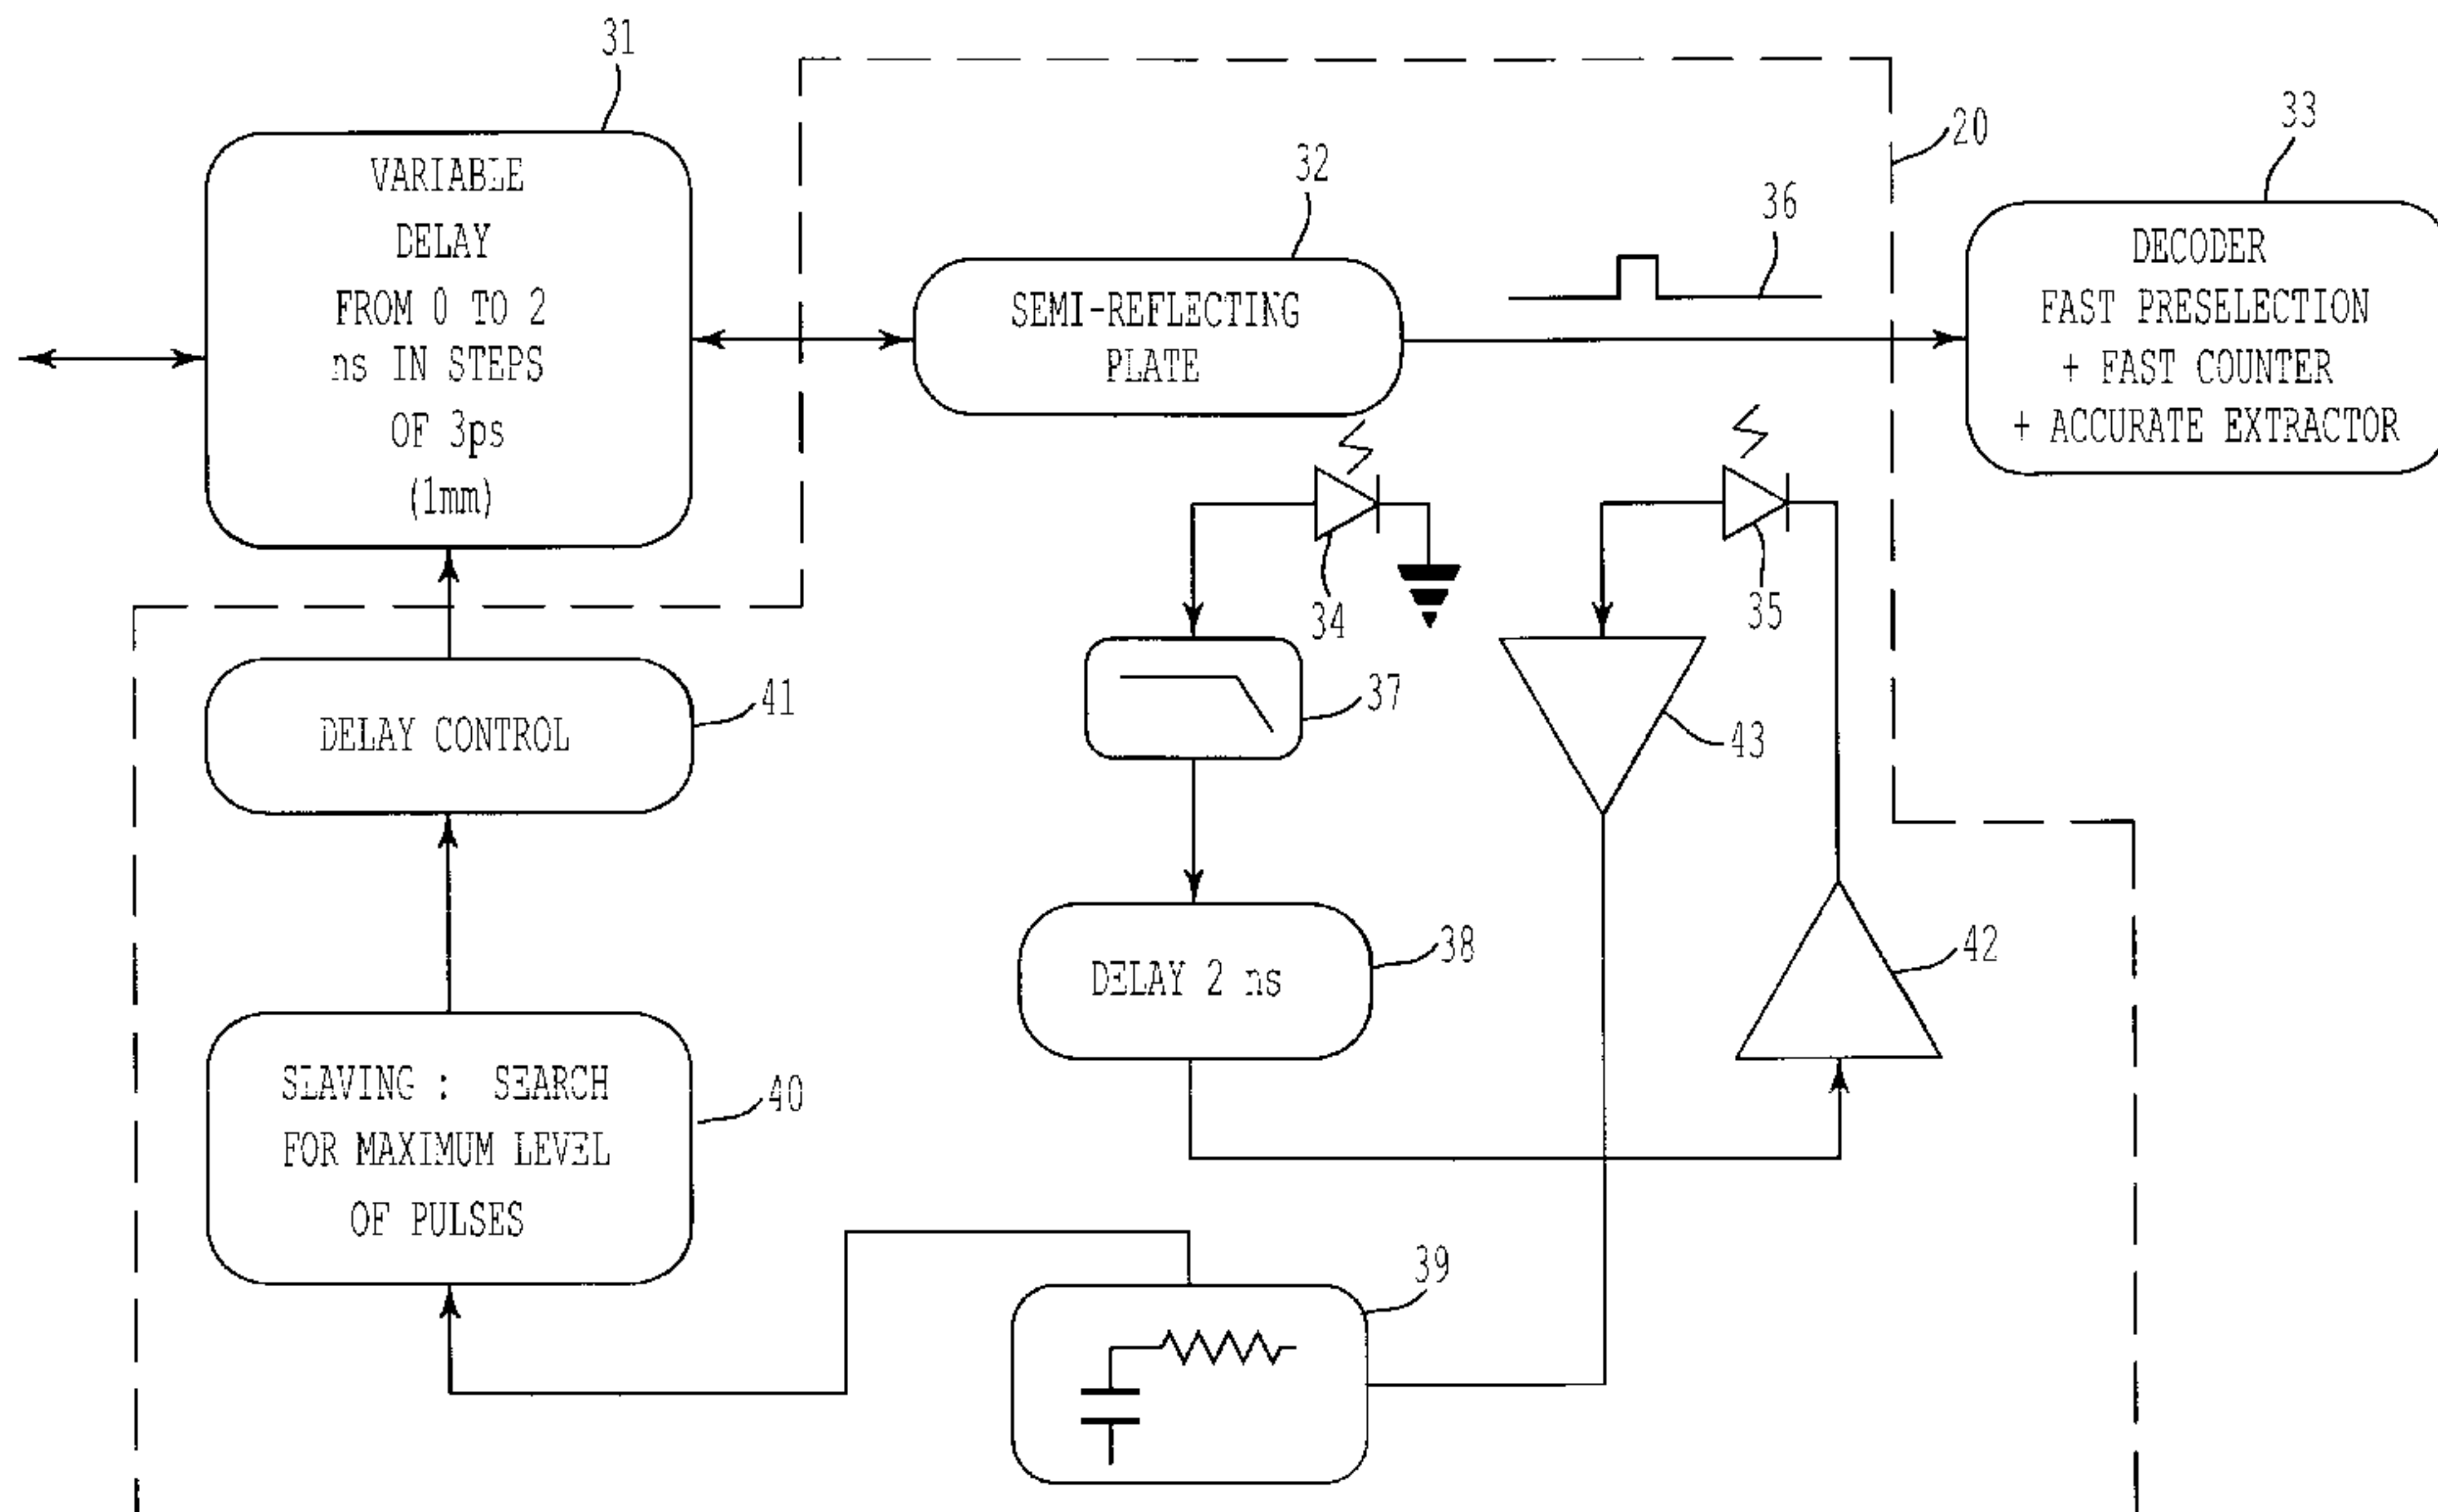 31
VARIABLE
DELAY
FROM 0 TO 2
ns IN STEPS
OF 3ps
(1mm)
32
SEMI-REFLECTING
PLATE
36
20
33
DECODER
FAST PRESELECTION
+ FAST COUNTER
+ ACCURATE EXTRACTOR
34
35
41
DELAY CONTROL
37
43
38
DELAY 2 ns
42
40
SLAVING : SEARCH
FOR MAXIMUM LEVEL
OF PULSES
39